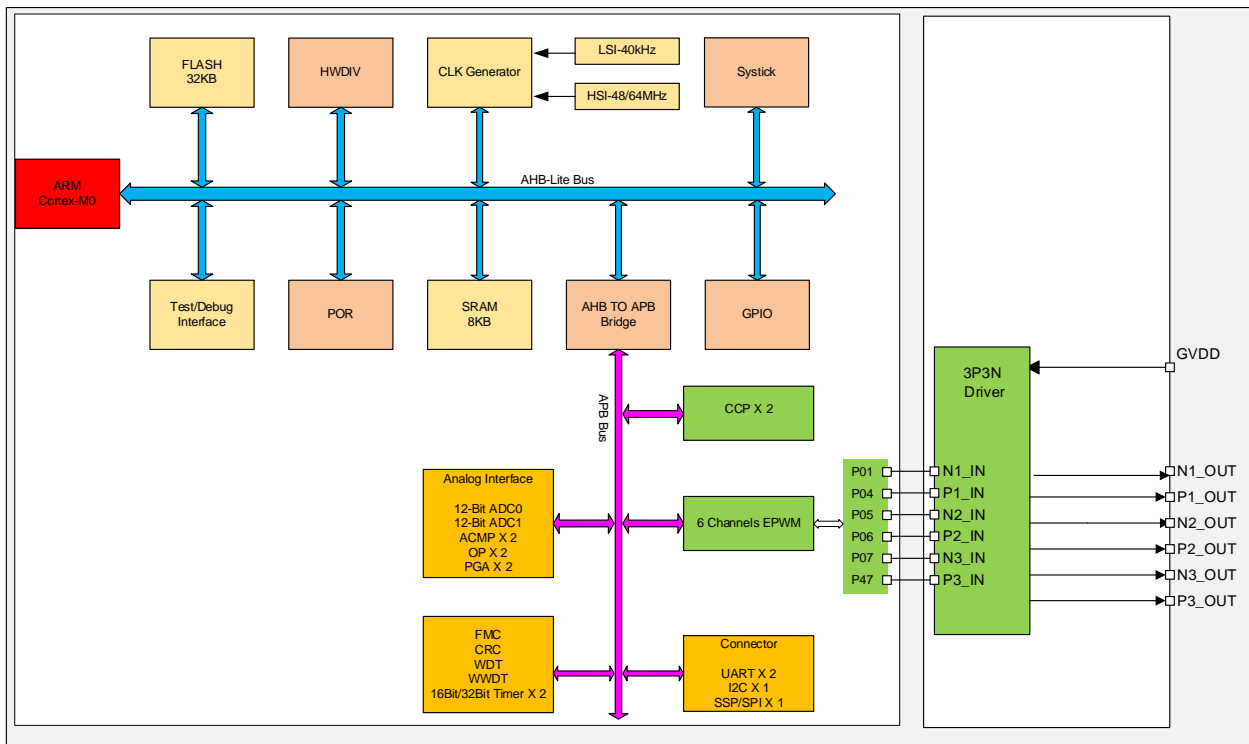 FLASH
32KB
HWDIV
CLK Generator
LSI-40kHz
HSI-48/64MHz
Systick
ARM
Cortex-M0
AHB-Lite Bus
Test/Debug
Interface
POR
SRAM
8KB
AHB TO APB
Bridge
GPIO
APB Bus
CCP X 2
Analog Interface
12-Bit ADC0
12-Bit ADC1
ACMP X 2
OP X 2
PGA X 2
6 Channels EPWM
P01
P04
P05
P06
P07
P47
3P3N
Driver
N1_IN
P1_IN
N2_IN
P2_IN
N3_IN
P3_IN
GVDD
N1_OUT
P1_OUT
N2_OUT
P2_OUT
N3_OUT
P3_OUT
FMC
CRC
WDT
WWDT
16Bit/32Bit Timer X 2
Connector
UART X 2
I2C X 1
SSP/SPI X 1